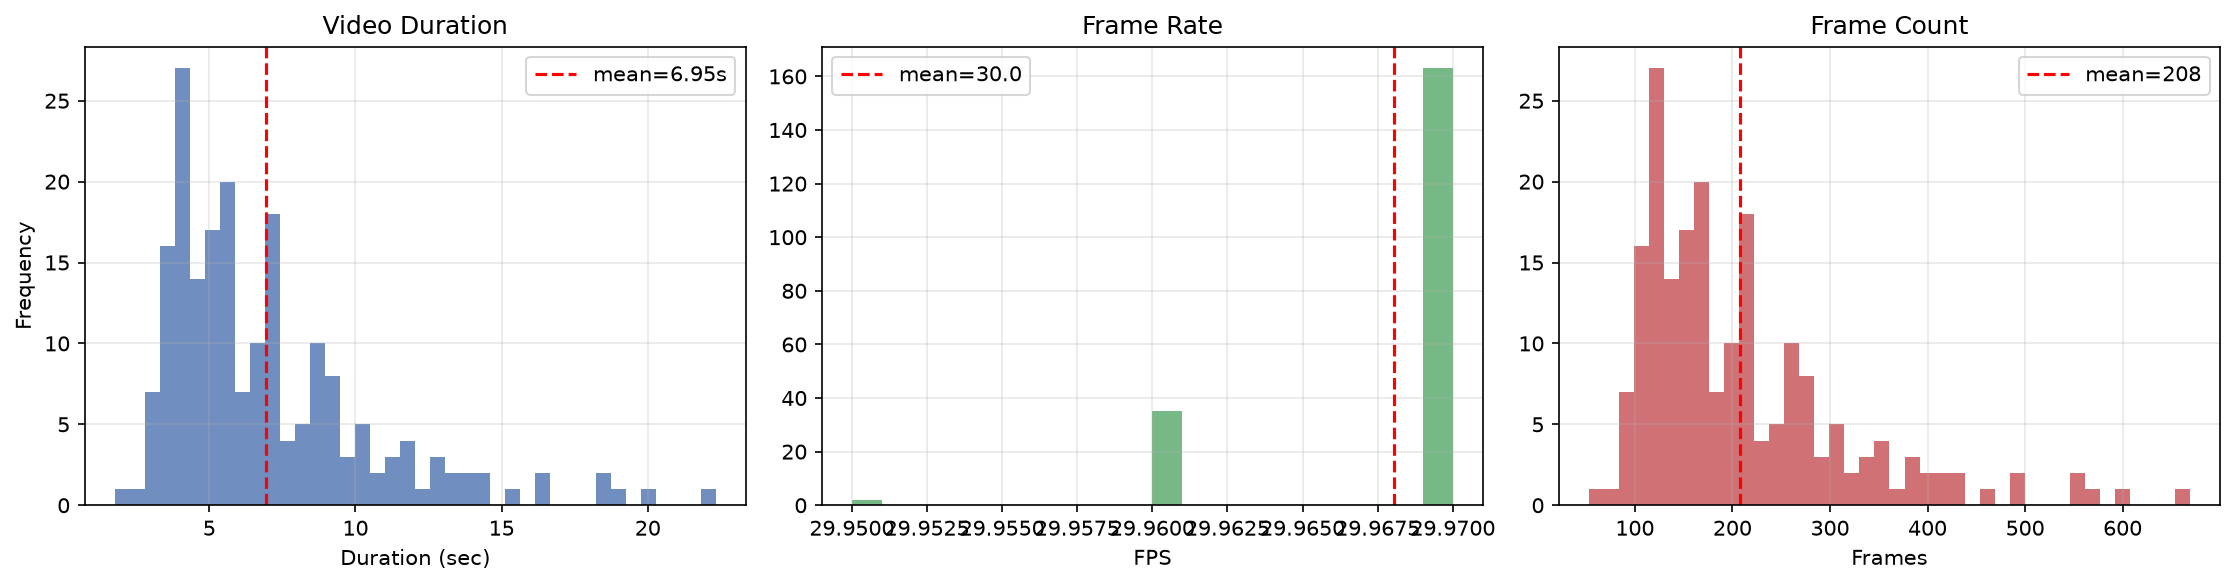 Video Duration
mean=6.95s
25
20
15
10
5
0
Frequency
5 10 15 20
Duration (sec)
Frame Rate
mean=30.0
160
140
120
100
80
60
40
20
0
29.9500 29.9525 29.9550 29.9575 29.9600 29.9625 29.9650 29.9675 29.9700
FPS
Frame Count
mean=208
25
20
15
10
5
0
100 200 300 400 500 600
Frames